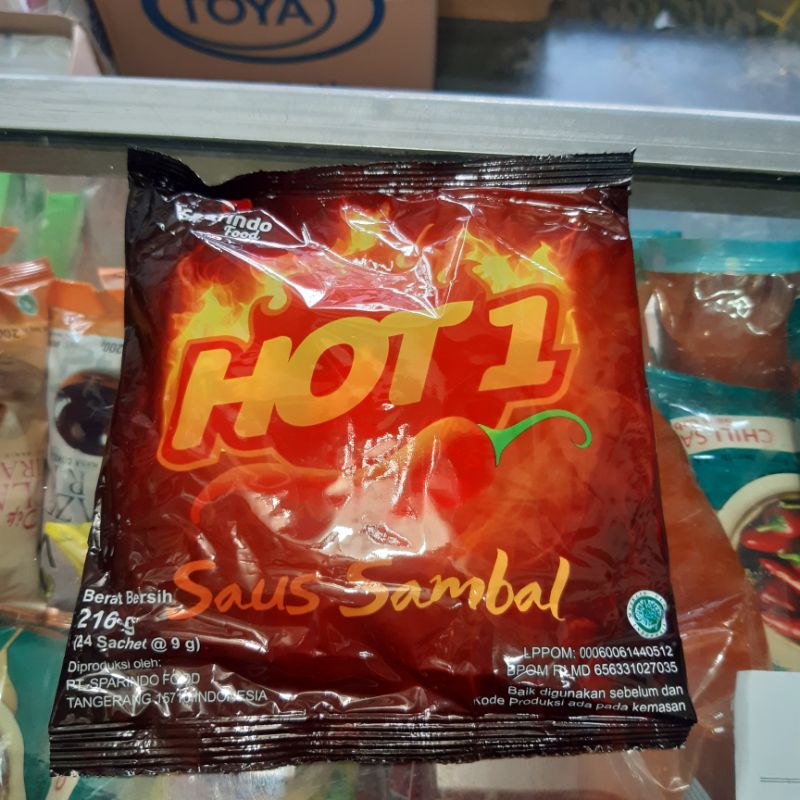 TOYA
Sparindo
Food
HOT 1
Saus Sambal
Berat Bersih
216 g
(24 Sachet @ 9 g)
Diproduksi oleh:
PT. SPARINDO FOOD
TANGERANG 15710 INDONESIA
LPPOM: 00060061440512
BPOM RI MD 656331027035
Baik digunakan sebelum dan
Kode Produksi ada pada kemasan
CHILI SA